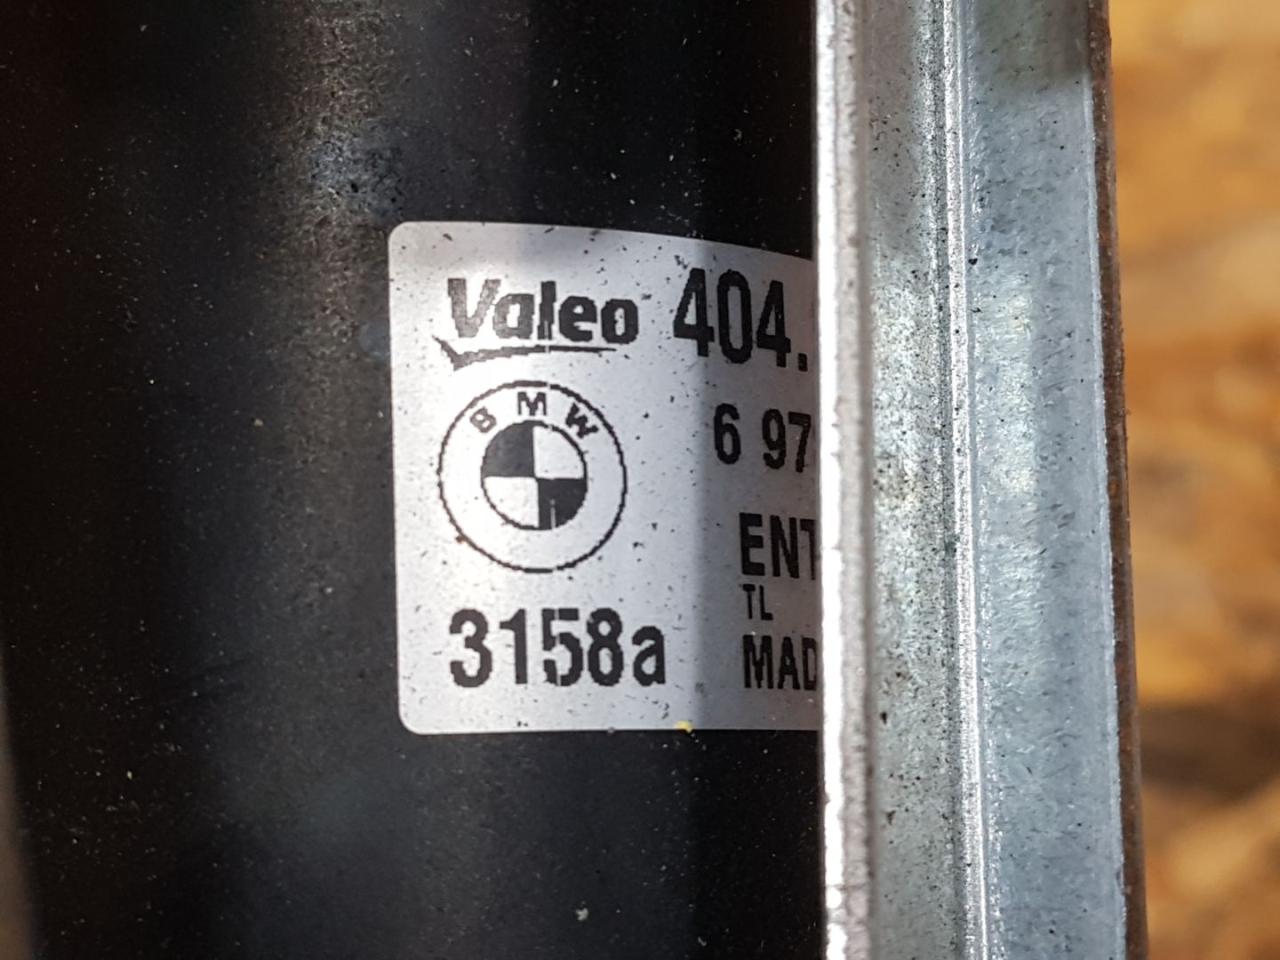 Valeo 404.
BMW
6 97
ENT
TL
3158a
MAD